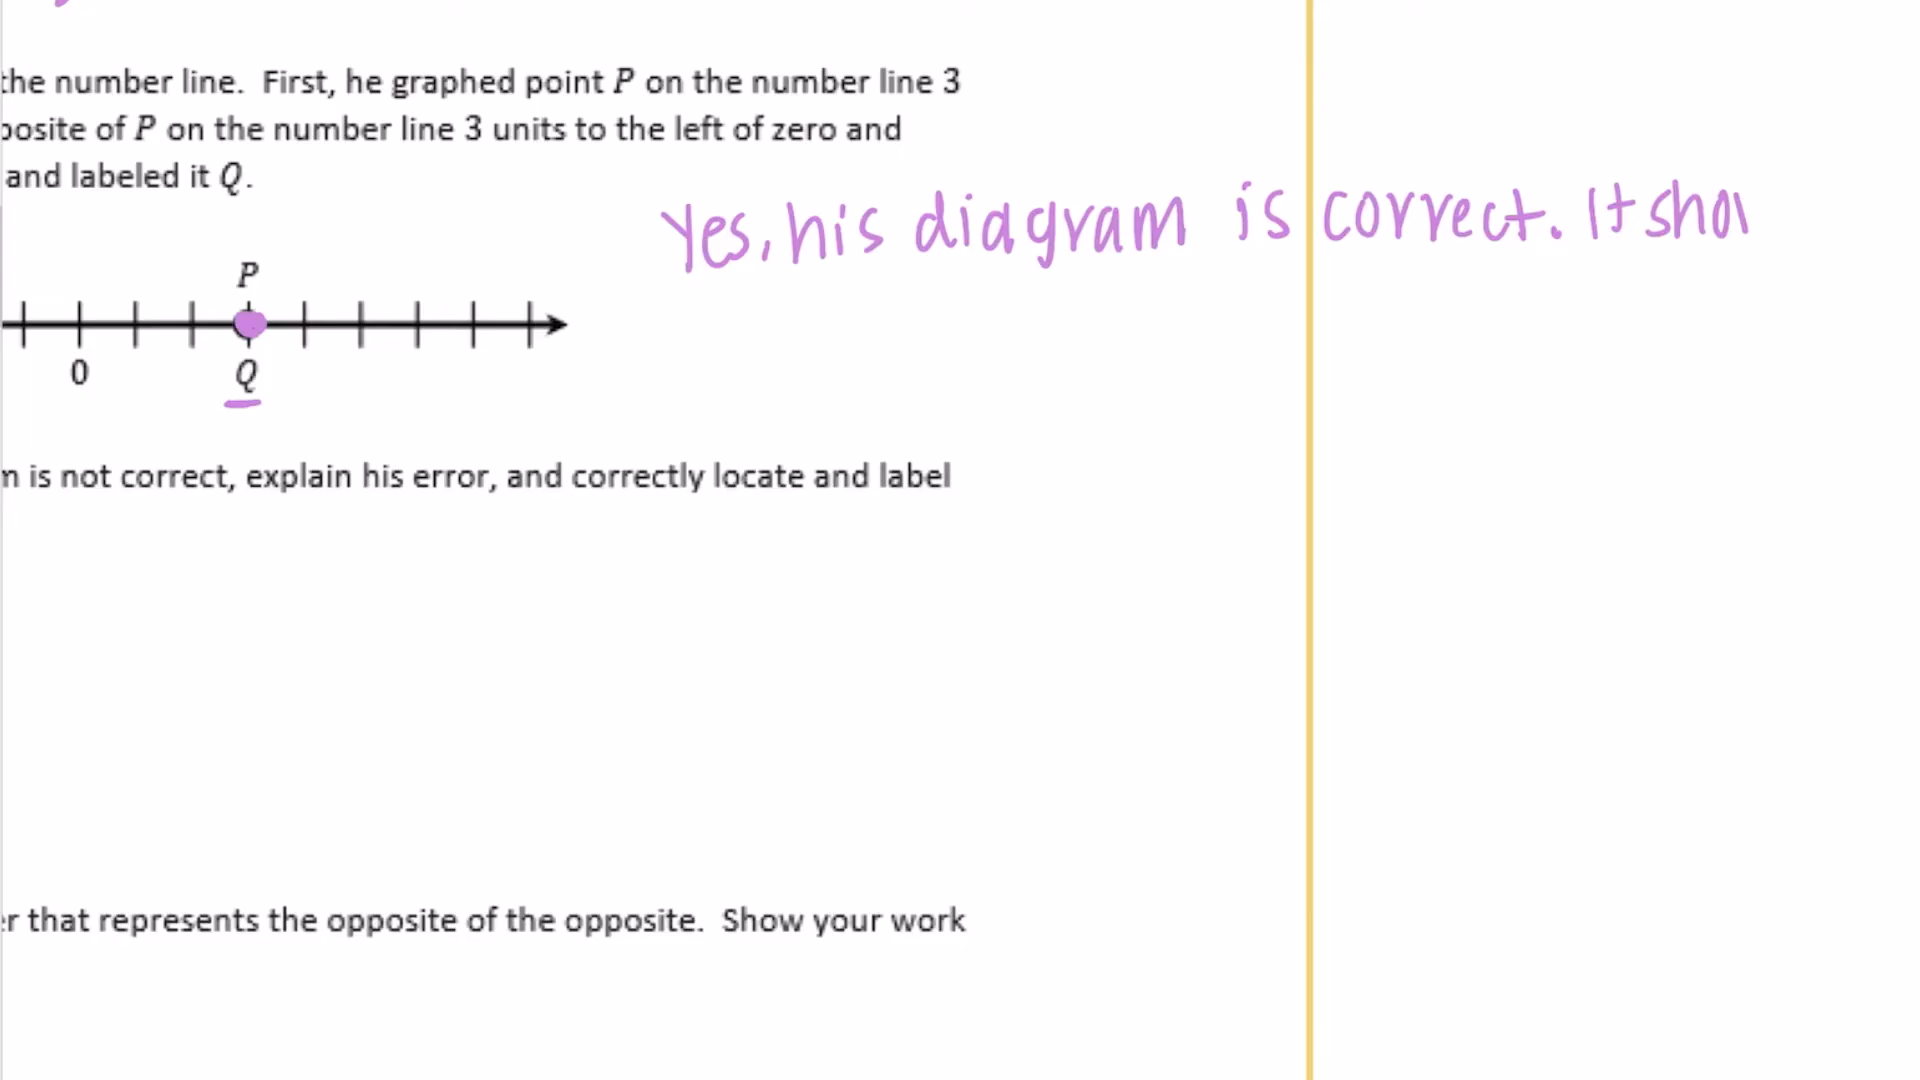 the number line. First, he graphed point P on the number line 3
posite of P on the number line 3 units to the left of zero and
and labeled it Q.
Yes, his diagram is correct. It show
P
0
Q
is not correct, explain his error, and correctly locate and label
that represents the opposite of the opposite. Show your work